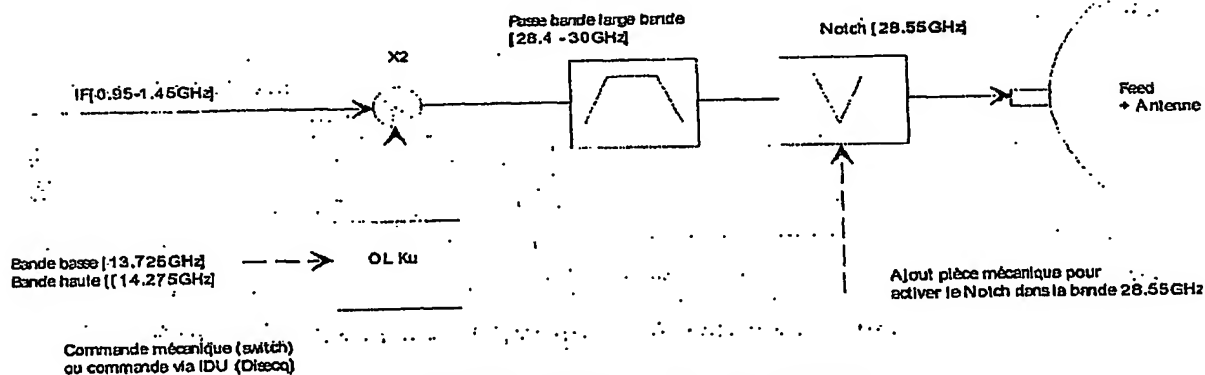 Passe bande large bande
[28.4 - 30GHz]
Notch [28.55GHz]
X2
IF[0.95-1.45GHz]
Feed
+ Antenne
Bande basse [13.725GHz]
Bande haute [[14.275GHz]
OL Ku
Ajout pièce mécanique pour
activer le Notch dans la bande 28.55GHz
Commande mécanique (switch)
ou commande via IDU (Diseqc)